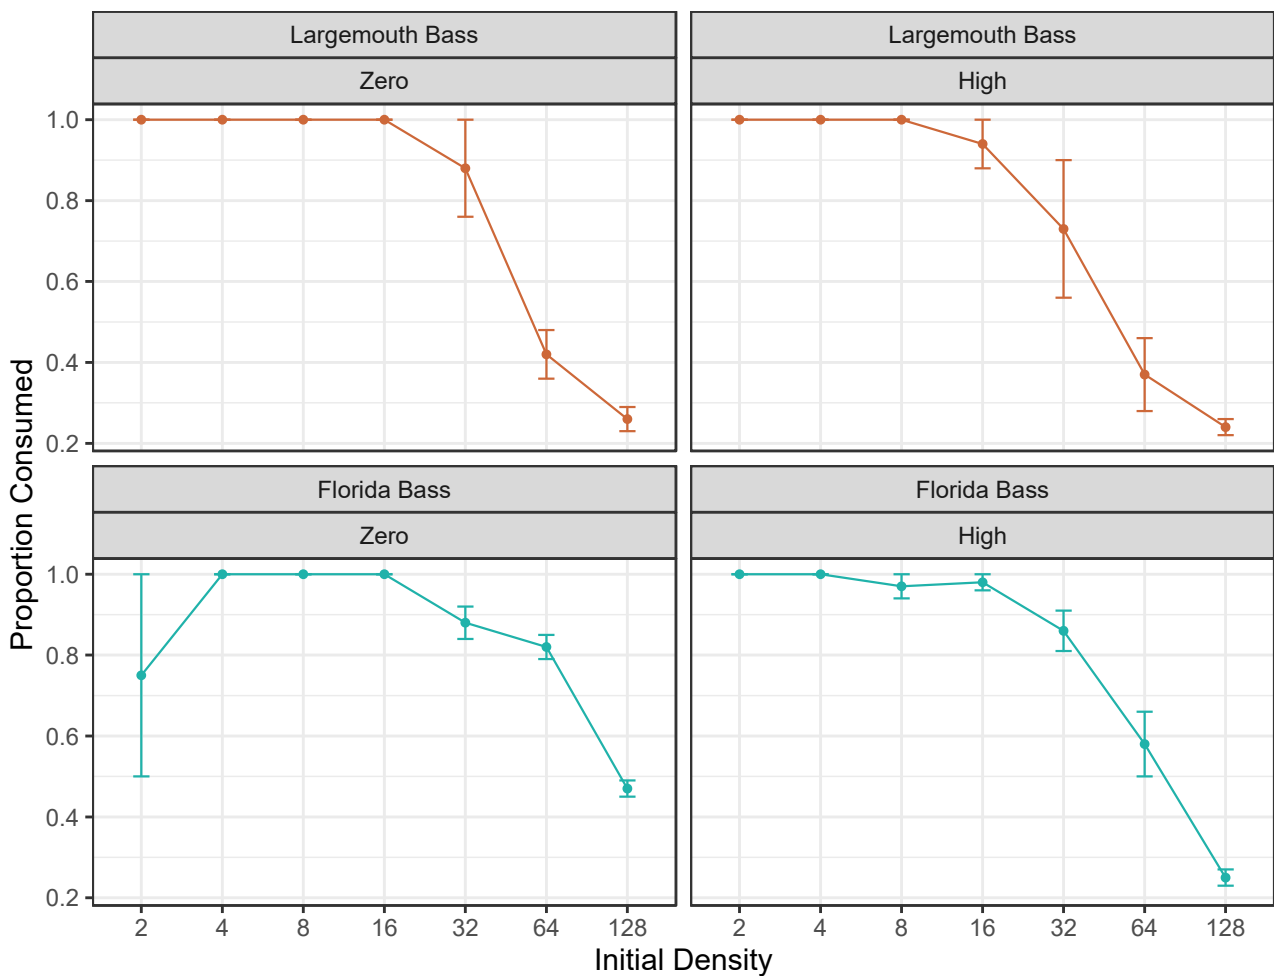 Largemouth Bass
Largemouth Bass
Zero
High
1.0
0.8
0.6
0.4
0.2
Florida Bass
Florida Bass
Zero
High
1.0
0.8
0.6
0.4
0.2
2 4 8 16 32 64 128
2 4 8 16 32 64 128
Proportion Consumed
Initial Density